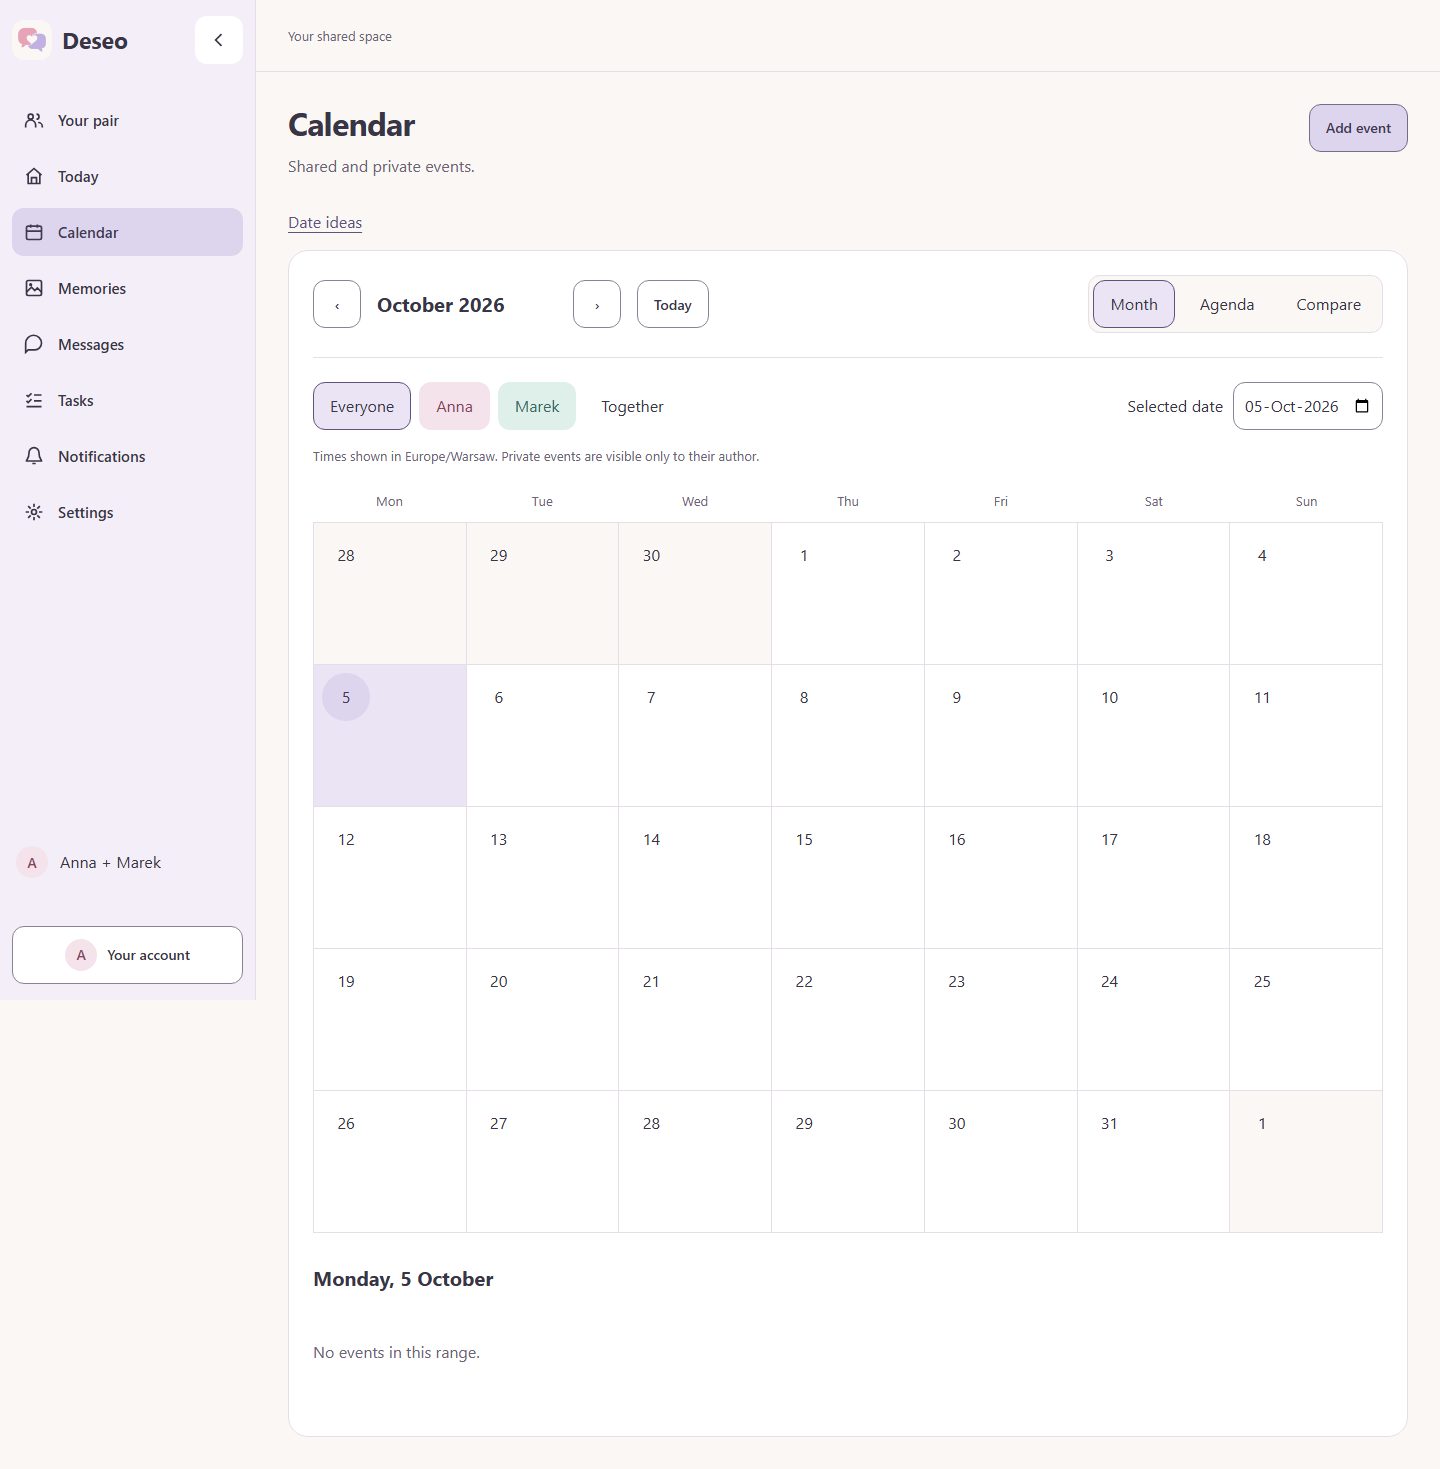 Deseo
Your shared space
Your pair
Today
Calendar
Memories
Messages
Tasks
Notifications
Settings
A Anna + Marek
A Your account
Calendar
Add event
Shared and private events.
Date ideas
‹ October 2026 › Today Month Agenda Compare
Everyone Anna Marek Together Selected date 05-Oct-2026
Times shown in Europe/Warsaw. Private events are visible only to their author.
Mon Tue Wed Thu Fri Sat Sun
28 29 30 1 2 3 4
5 6 7 8 9 10 11
12 13 14 15 16 17 18
19 20 21 22 23 24 25
26 27 28 29 30 31 1
Monday, 5 October
No events in this range.